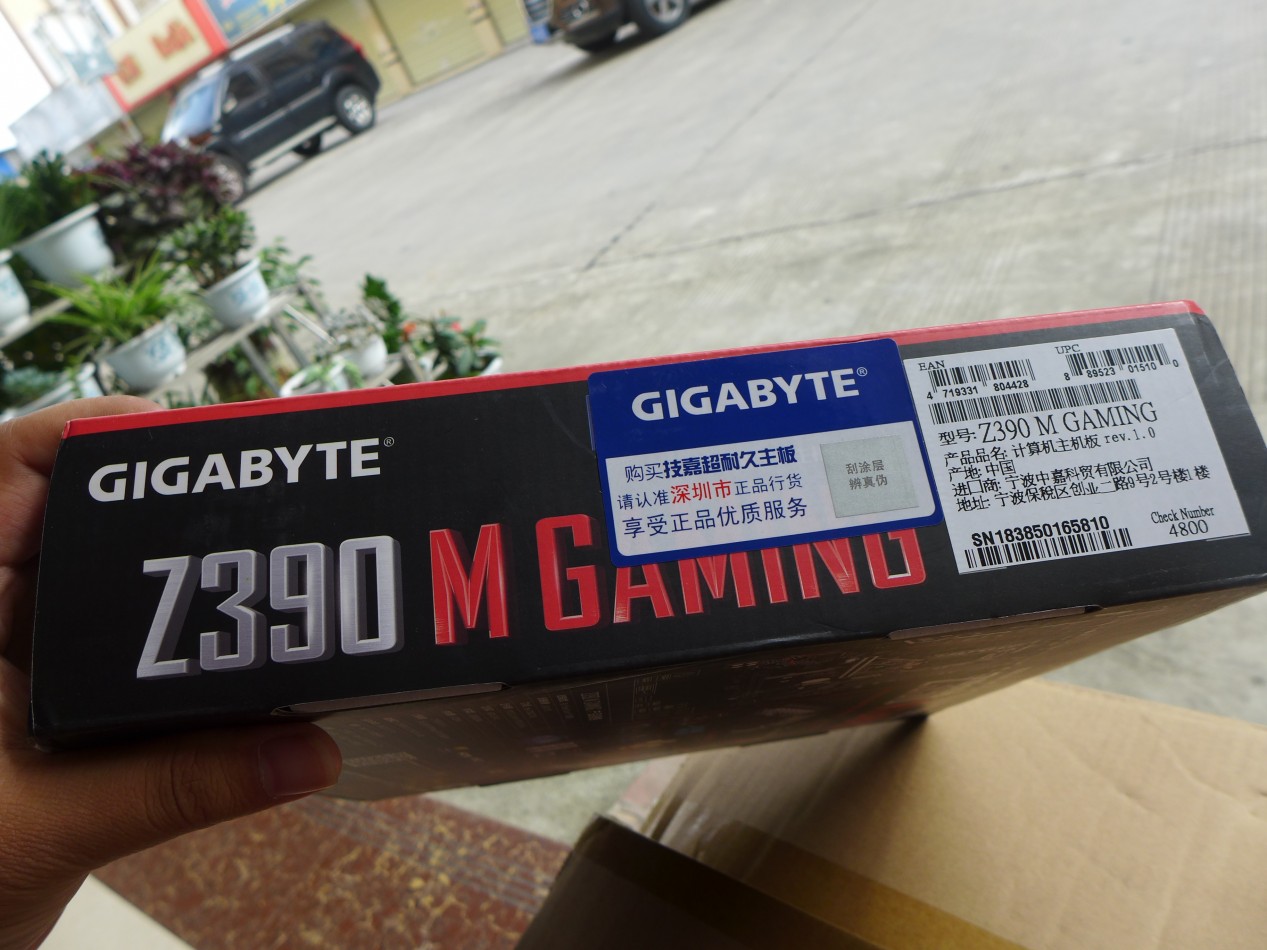 GIGABYTE®
Z390 M GAMING
GIGABYTE®
购买技嘉超耐久主板
请认准深圳市正品行货
享受正品优质服务
刮涂层
辨真伪
EAN
4 719331 804428
UPC
8 89523 01510 0
型号: Z390 M GAMING
产品品名: 计算机主机板 rev.1.0
产地: 中国
进口商: 宁波中嘉科贸有限公司
地址: 宁波保税区创业二路9号2号楼1楼
SN183850165810
Check Number
4800